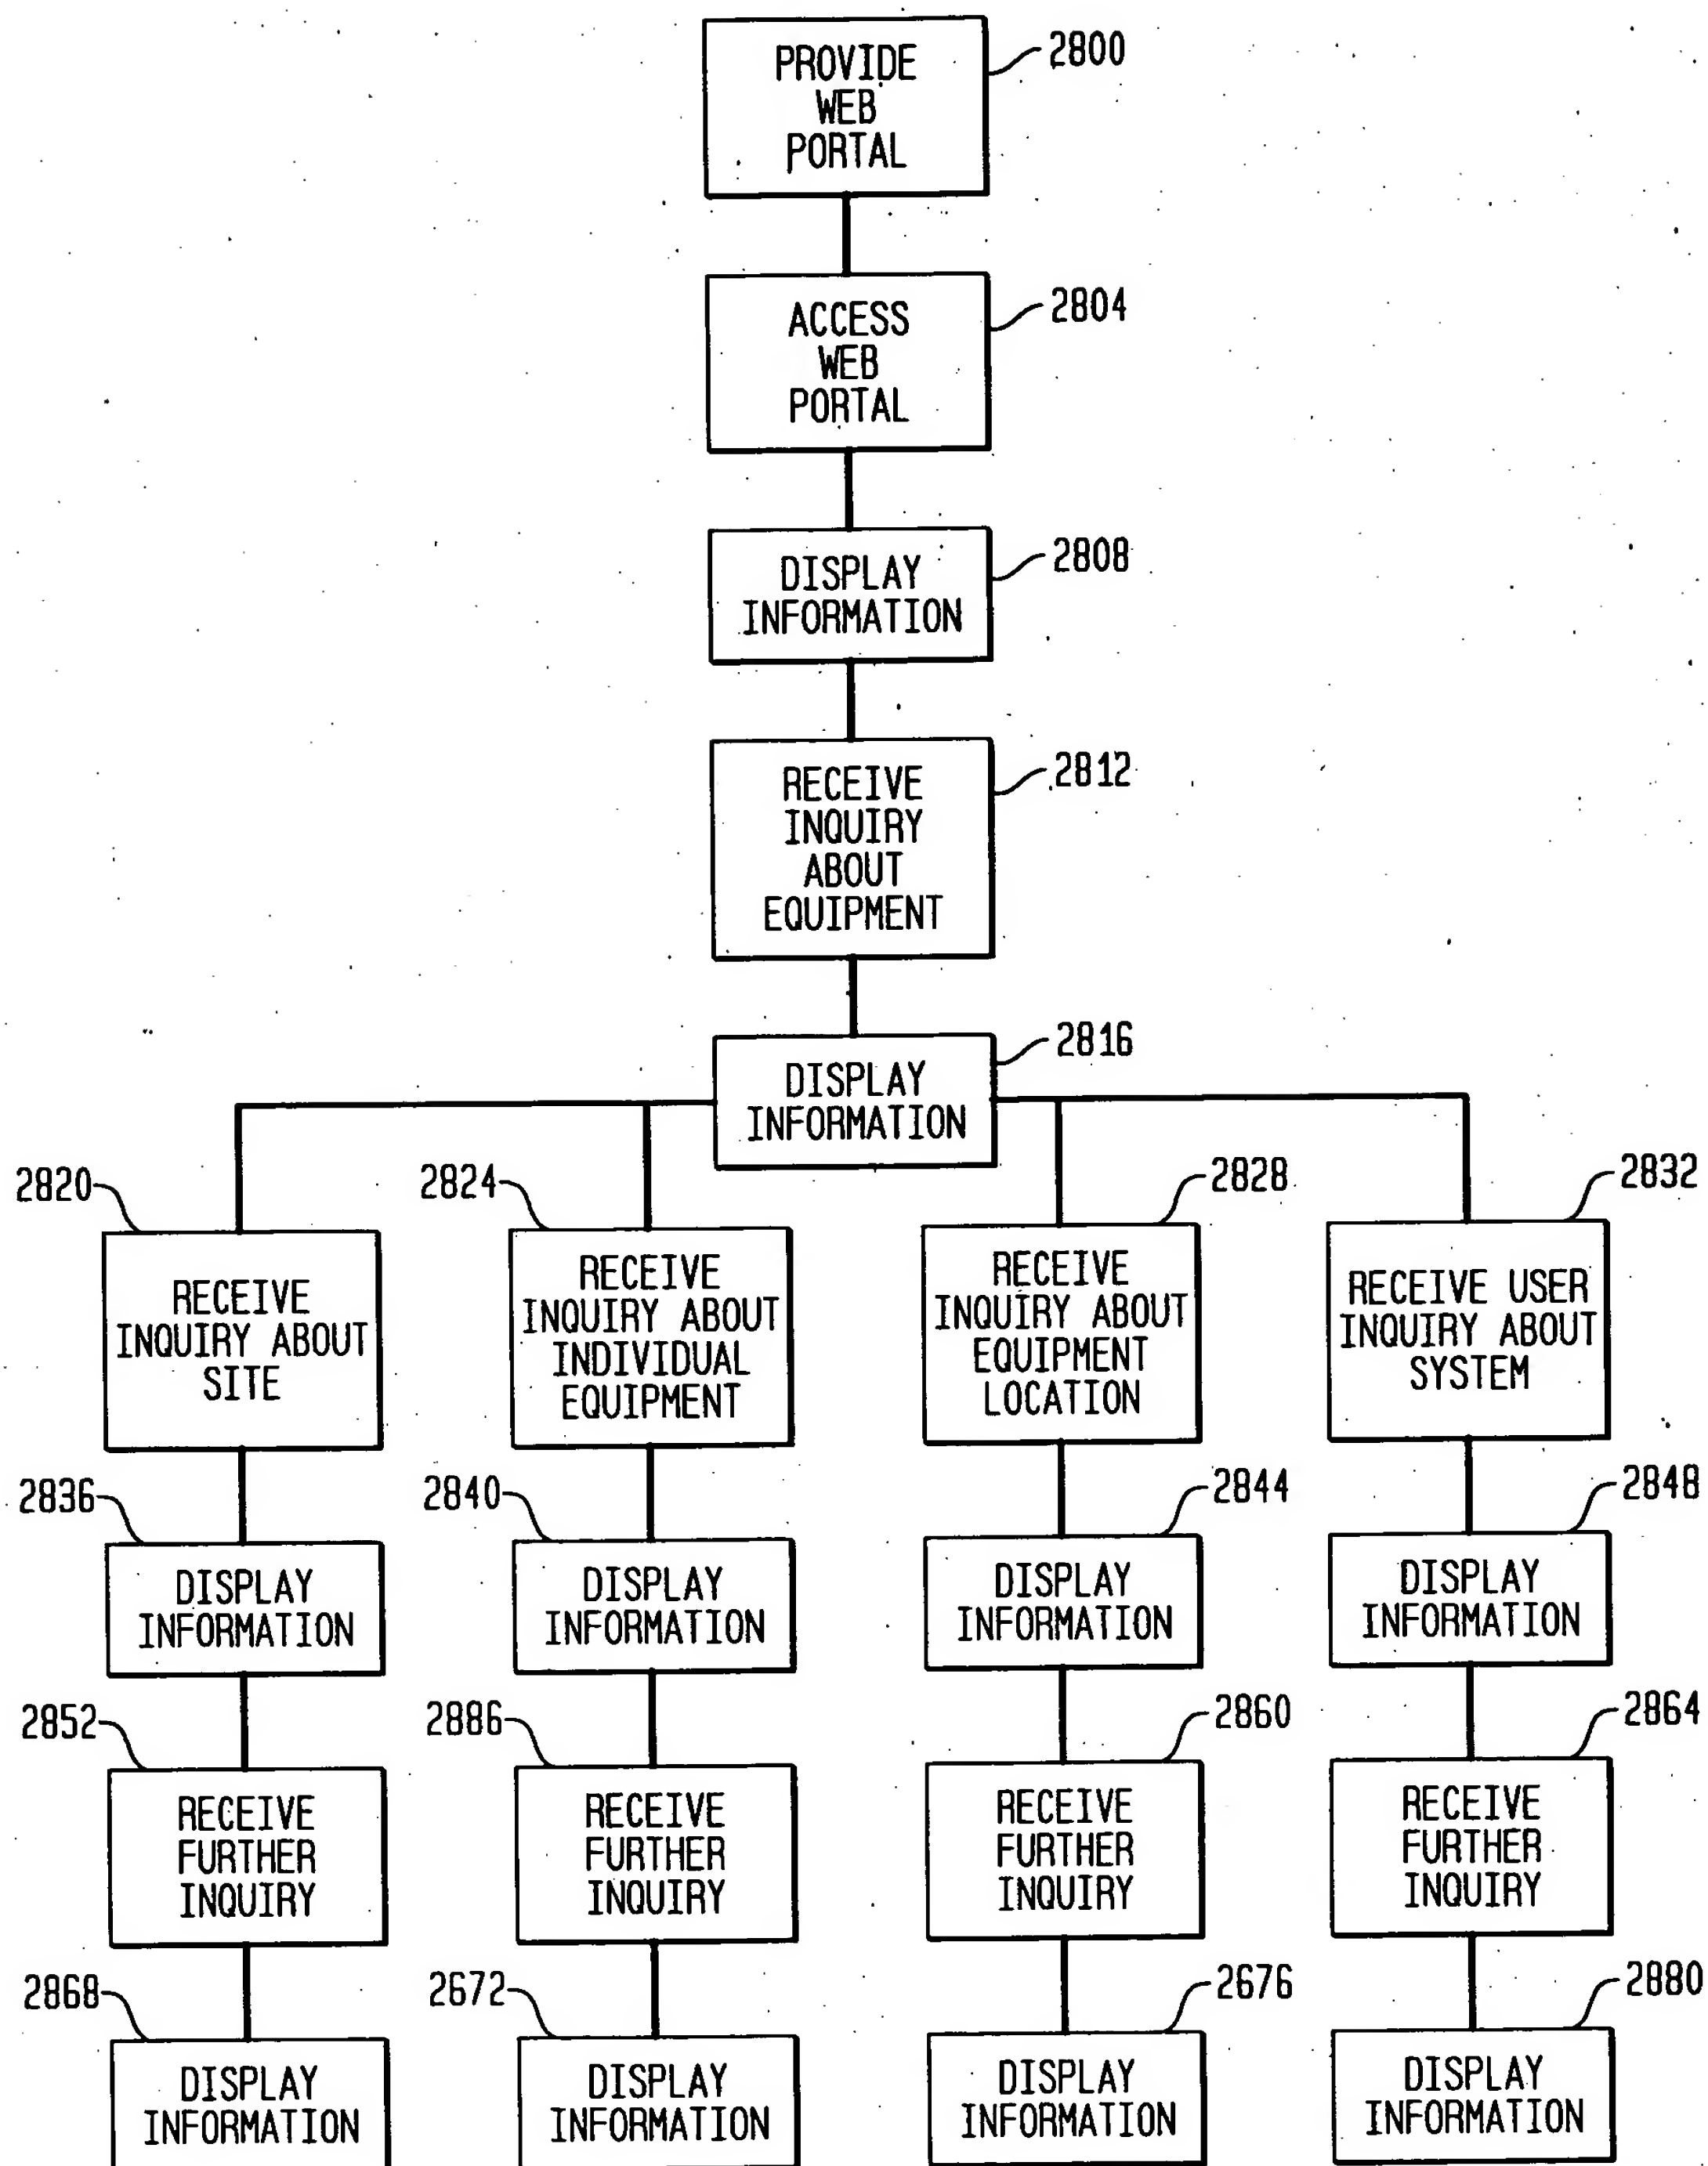 PROVIDE
WEB
PORTAL
2800
ACCESS
WEB
PORTAL
2804
DISPLAY
INFORMATION
2808
RECEIVE
INQUIRY
ABOUT
EQUIPMENT
2812
DISPLAY
INFORMATION
2816
2820
RECEIVE
INQUIRY ABOUT
SITE
2824
RECEIVE
INQUIRY ABOUT
INDIVIDUAL
EQUIPMENT
2828
RECEIVE
INQUIRY ABOUT
EQUIPMENT
LOCATION
2832
RECEIVE USER
INQUIRY ABOUT
SYSTEM
2836
DISPLAY
INFORMATION
2840
DISPLAY
INFORMATION
2844
DISPLAY
INFORMATION
2848
DISPLAY
INFORMATION
2852
RECEIVE
FURTHER
INQUIRY
2886
RECEIVE
FURTHER
INQUIRY
2860
RECEIVE
FURTHER
INQUIRY
2864
RECEIVE
FURTHER
INQUIRY
2868
DISPLAY
INFORMATION
2672
DISPLAY
INFORMATION
2676
DISPLAY
INFORMATION
2880
DISPLAY
INFORMATION